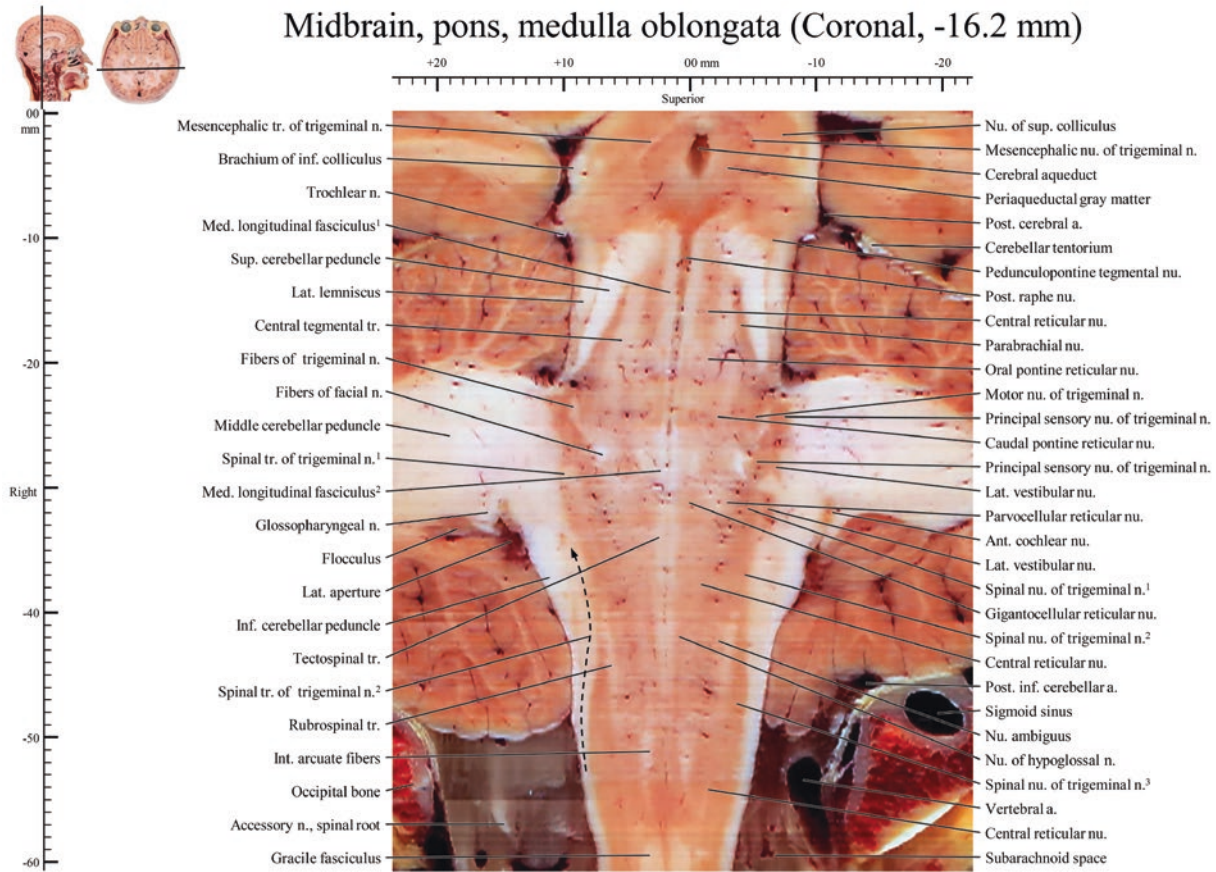 Midbrain, pons, medulla oblongata (Coronal, -16.2 mm)
+20 +10 00 mm -10 -20
Superior
00
mm
-10
-20
Right
-30
-40
-50
-60
Mesencephalic tr. of trigeminal n.
Brachium of inf. colliculus
Trochlear n.
Med. longitudinal fasciculus¹
Sup. cerebellar peduncle
Lat. lemniscus
Central tegmental tr.
Fibers of trigeminal n.
Fibers of facial n.
Middle cerebellar peduncle
Spinal tr. of trigeminal n.¹
Med. longitudinal fasciculus²
Glossopharyngeal n.
Flocculus
Lat. aperture
Inf. cerebellar peduncle
Tectospinal tr.
Spinal tr. of trigeminal n.²
Rubrospinal tr.
Int. arcuate fibers
Occipital bone
Accessory n., spinal root
Gracile fasciculus
Nu. of sup. colliculus
Mesencephalic nu. of trigeminal n.
Cerebral aqueduct
Periaqueductal gray matter
Post. cerebral a.
Cerebellar tentorium
Pedunculopontine tegmental nu.
Post. raphe nu.
Central reticular nu.
Parabrachial nu.
Oral pontine reticular nu.
Motor nu. of trigeminal n.
Principal sensory nu. of trigeminal n.
Caudal pontine reticular nu.
Principal sensory nu. of trigeminal n.
Lat. vestibular nu.
Parvocellular reticular nu.
Ant. cochlear nu.
Lat. vestibular nu.
Spinal nu. of trigeminal n.¹
Gigantocellular reticular nu.
Spinal nu. of trigeminal n.²
Central reticular nu.
Post. inf. cerebellar a.
Sigmoid sinus
Nu. ambiguus
Nu. of hypoglossal n.
Spinal nu. of trigeminal n.³
Vertebral a.
Central reticular nu.
Subarachnoid space